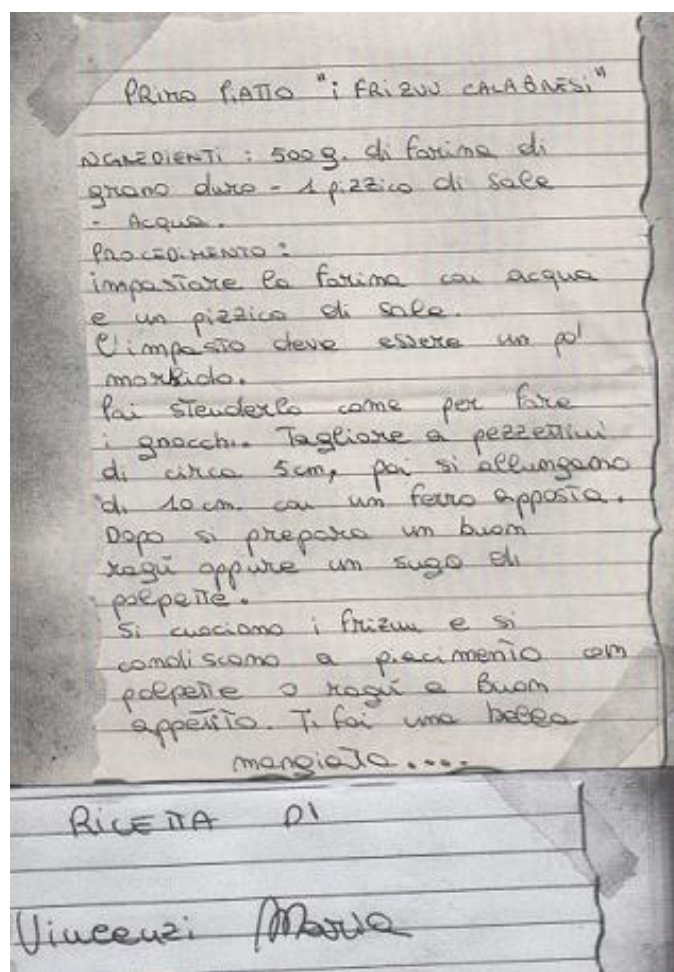 PRIMO PIATTO "i FRIZUU CALABRESI"
NGREDIENTI : 500 g. di farina di
grano duro - 1 pizzico di sale
- Acqua.
PROCEDIMENTO :
impastare la farina con acqua
e un pizzico di sale.
L'impasto deve essere un po'
morbido.
Poi stenderlo come per fare
i gnocchi. Tagliare a pezzettini
di circa 5cm, poi si allungano
di 10 cm. con un ferro apposta.
Dopo si prepara un buon
ragù oppure un sugo di
polpette.
Si cuociono i frizuu e si
condiscono a piacimento con
polpette o ragù e Buon
appetito. Ti fai una bella
mangiata....
RICETTA DI
Vincenzi Maria